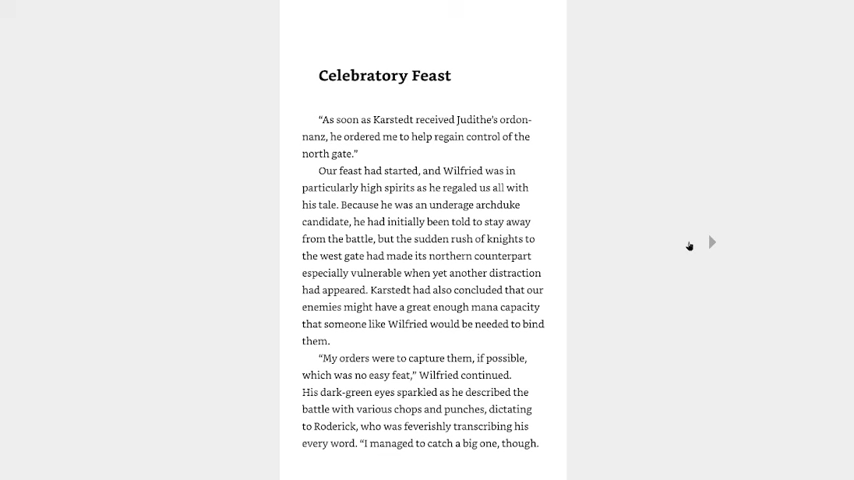 Celebratory Feast
“As soon as Karstedt received Judithe’s ordon-
nanz, he ordered me to help regain control of the
north gate.”
Our feast had started, and Wilfried was in
particularly high spirits as he regaled us all with
his tale. Because he was an underage archduke
candidate, he had initially been told to stay away
from the battle, but the sudden rush of knights to
the west gate had made its northern counterpart
especially vulnerable when yet another distraction
had appeared. Karstedt had also concluded that our
enemies might have a great enough mana capacity
that someone like Wilfried would be needed to bind
them.
“My orders were to capture them, if possible,
which was no easy feat,” Wilfried continued.
His dark-green eyes sparkled as he described the
battle with various chops and punches, dictating
to Roderick, who was feverishly transcribing his
every word. “I managed to catch a big one, though.